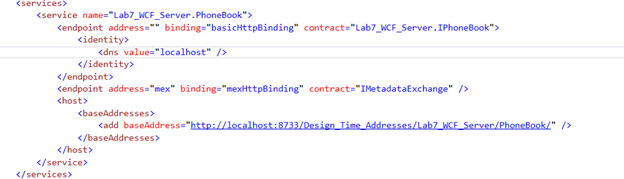 <services>
<service name="Lab7_WCF_Server.PhoneBook">
<endpoint address="" binding="basicHttpBinding" contract="Lab7_WCF_Server.IPhoneBook">
<identity>
<dns value="localhost" />
</identity>
</endpoint>
<endpoint address="mex" binding="mexHttpBinding" contract="IMetadataExchange" />
<host>
<baseAddresses>
<add baseAddress="http://localhost:8733/Design_Time_Addresses/Lab7_WCF_Server/PhoneBook/" />
</baseAddresses>
</host>
</service>
</services>